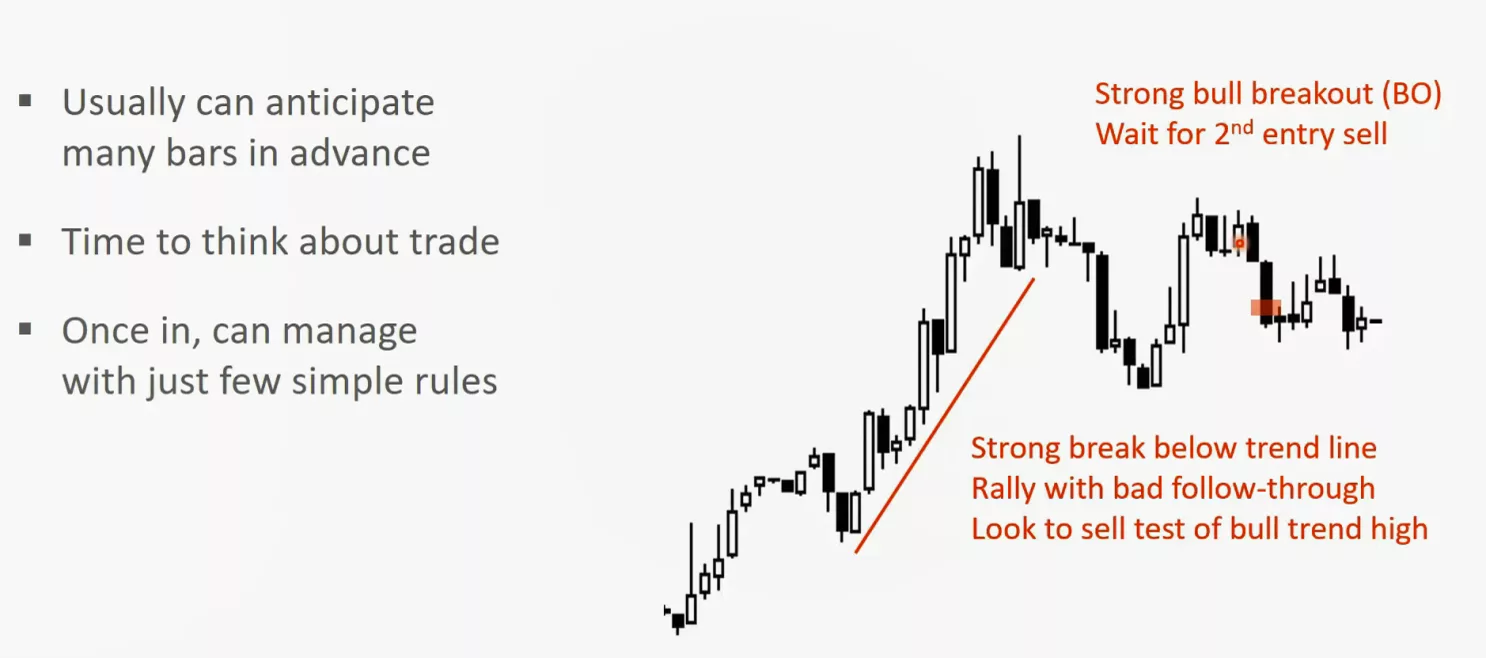 ▪ Usually can anticipate
many bars in advance
▪ Time to think about trade
▪ Once in, can manage
with just few simple rules
Strong bull breakout (BO)
Wait for 2nd entry sell
Strong break below trend line
Rally with bad follow-through
Look to sell test of bull trend high